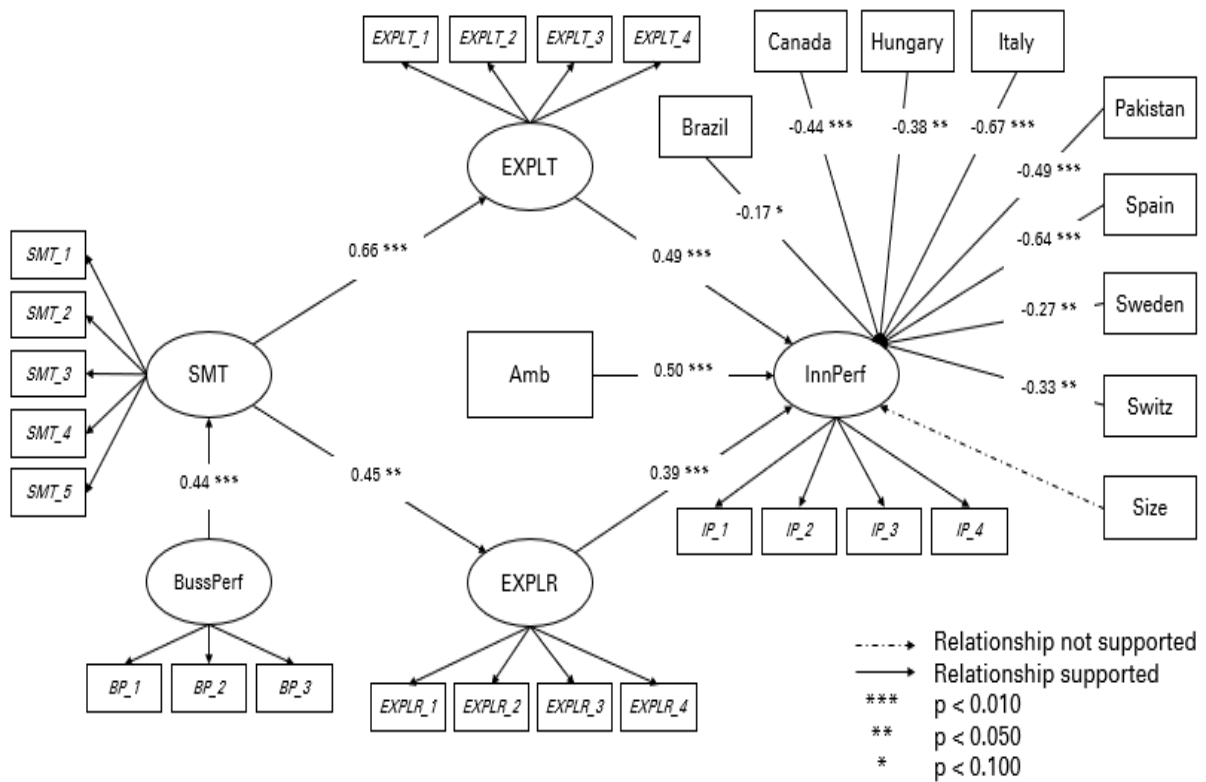 EXPLT_1
EXPLT_2
EXPLT_3
EXPLT_4
Canada
Hungary
Italy
Brazil
Pakistan
-0.44 ***
-0.38 **
-0.67 ***
EXPLT
-0.49 ***
Spain
-0.17 *
SMT_1
0.66 ***
0.49 ***
-0.64 ***
SMT_2
Sweden
-0.27 **
SMT_3
SMT
Amb
0.50 ***
InnPerf
-0.33 **
Switz
SMT_4
SMT_5
0.44 ***
0.45 **
0.39 ***
Size
IP_1
IP_2
IP_3
IP_4
BussPerf
EXPLR
BP_1
BP_2
BP_3
EXPLR_1
EXPLR_2
EXPLR_3
EXPLR_4
Relationship not supported
Relationship supported
*** p < 0.010
** p < 0.050
* p < 0.100